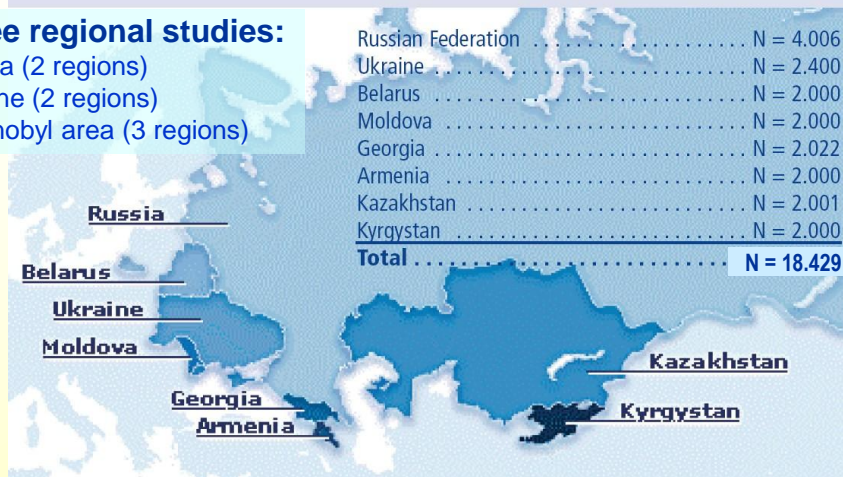 ee regional studies:
a (2 regions)
ne (2 regions)
nobyl area (3 regions)
Russian Federation . . . . . . . . . . . . . . . . . . . . N = 4.006
Ukraine . . . . . . . . . . . . . . . . . . . . . . . . . . . . . N = 2.400
Belarus . . . . . . . . . . . . . . . . . . . . . . . . . . . . . N = 2.000
Moldova . . . . . . . . . . . . . . . . . . . . . . . . . . . . N = 2.000
Georgia . . . . . . . . . . . . . . . . . . . . . . . . . . . . . N = 2.022
Armenia . . . . . . . . . . . . . . . . . . . . . . . . . . . . N = 2.000
Kazakhstan . . . . . . . . . . . . . . . . . . . . . . . . . . N = 2.001
Kyrgystan . . . . . . . . . . . . . . . . . . . . . . . . . . . N = 2.000
Total . . . . . . . . . . . . . . . . . . . . . . . . . . . . . N = 18.429
Russia
Belarus
Ukraine
Moldova
Georgia
Armenia
Kazakhstan
Kyrgystan